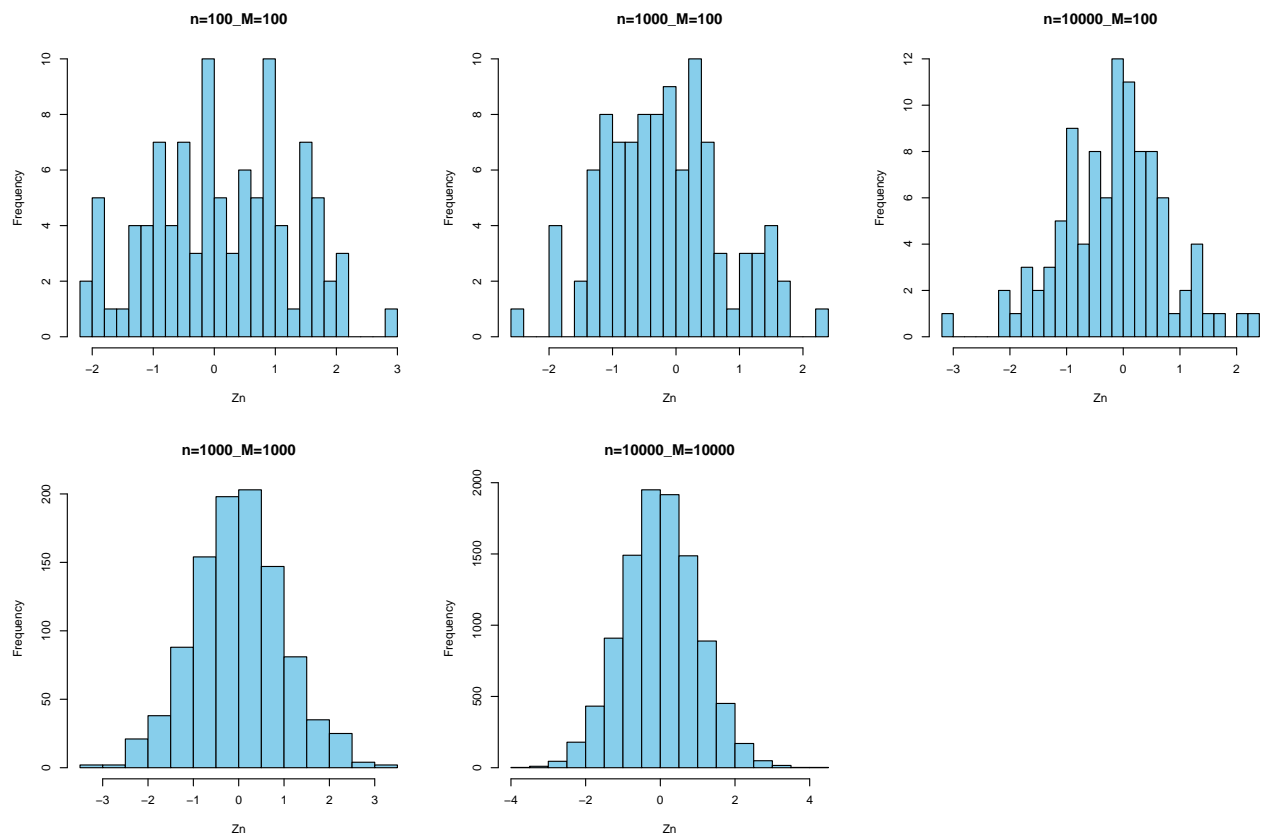 n=100_M=100
Frequency
0 2 4 6 8 10
−2 −1 0 1 2 3
Zn
n=1000_M=100
Frequency
0 2 4 6 8 10
−2 −1 0 1 2
Zn
n=10000_M=100
Frequency
0 2 4 6 8 10 12
−3 −2 −1 0 1 2
Zn
n=1000_M=1000
Frequency
0 50 100 150 200
−3 −2 −1 0 1 2 3
Zn
n=10000_M=10000
Frequency
0 500 1000 1500 2000
−4 −2 0 2 4
Zn